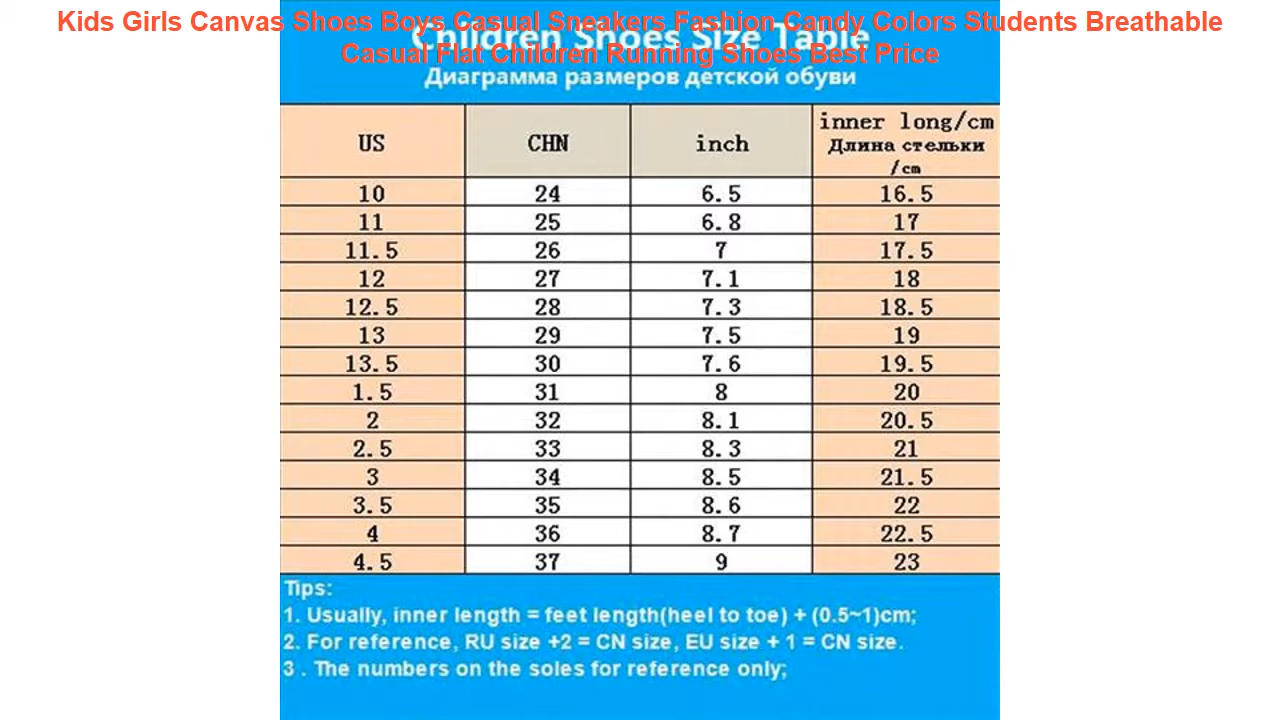 Kids Girls Canvas Shoes Boys Casual Sneakers Fashion Candy Colors Students Breathable
Children Shoes Size Table
Casual Flat Children Running Shoes Best Price
Диаграмма размеров детской обуви
US CHN inch inner long/cm
Длина стельки
/cm
10 24 6.5 16.5
11 25 6.8 17
11.5 26 7 17.5
12 27 7.1 18
12.5 28 7.3 18.5
13 29 7.5 19
13.5 30 7.6 19.5
1.5 31 8 20
2 32 8.1 20.5
2.5 33 8.3 21
3 34 8.5 21.5
3.5 35 8.6 22
4 36 8.7 22.5
4.5 37 9 23
Tips:
1. Usually, inner length = feet length(heel to toe) + (0.5~1)cm;
2. For reference, RU size +2 = CN size, EU size + 1 = CN size.
3 . The numbers on the soles for reference only;